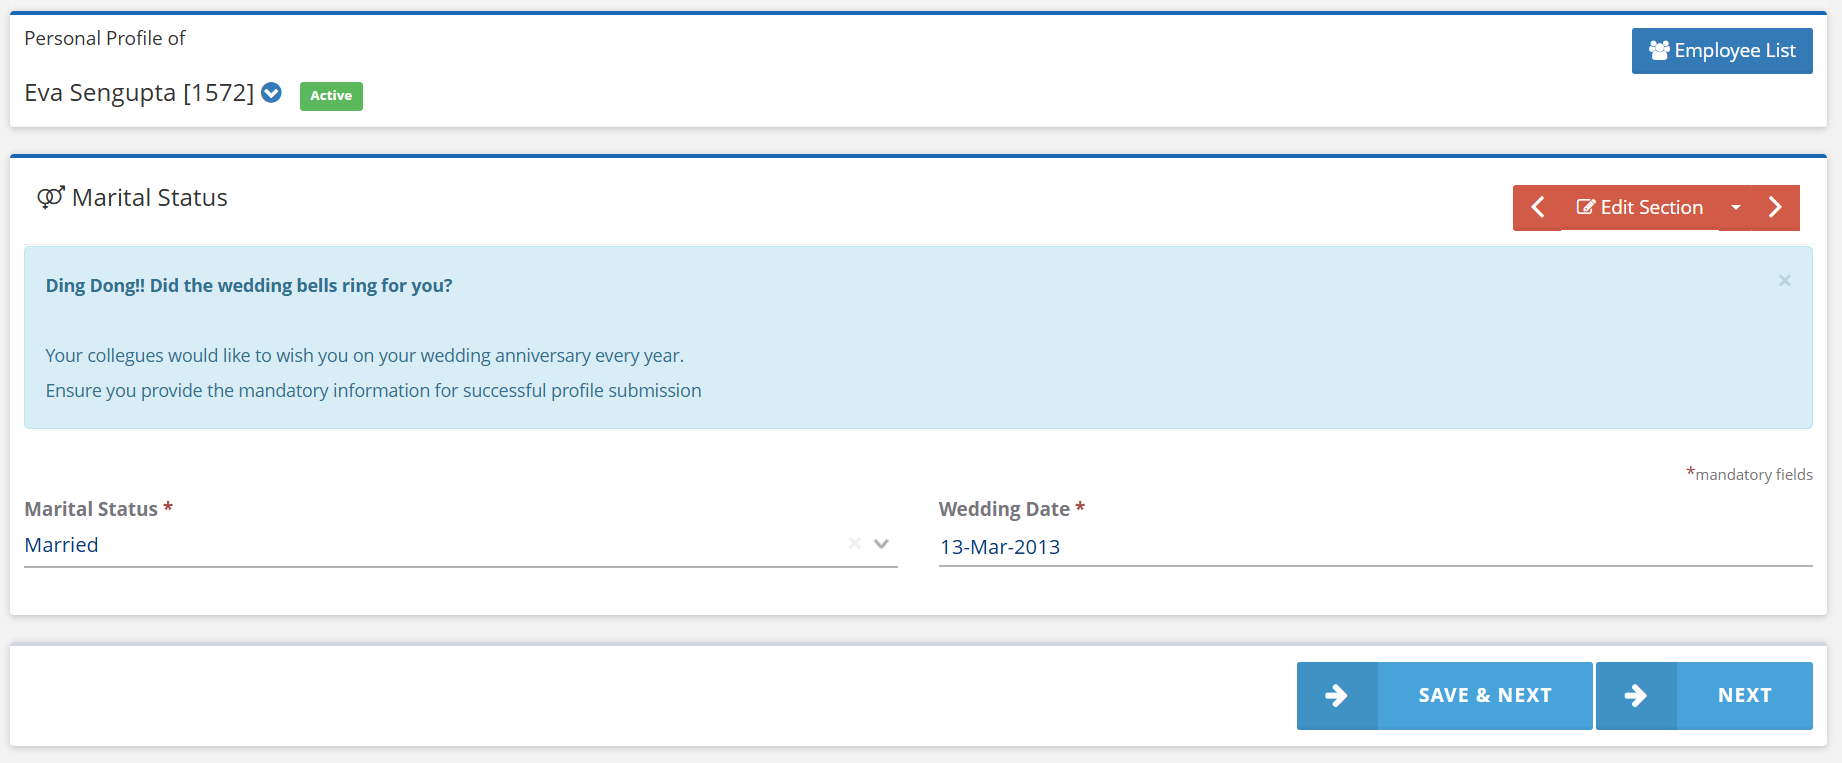 Personal Profile of
Employee List
Eva Sengupta [1572]
Active
Marital Status
Edit Section
Ding Dong!! Did the wedding bells ring for you?
Your collegues would like to wish you on your wedding anniversary every year.
Ensure you provide the mandatory information for successful profile submission
*mandatory fields
Marital Status *
Wedding Date *
Married
13-Mar-2013
SAVE & NEXT
NEXT